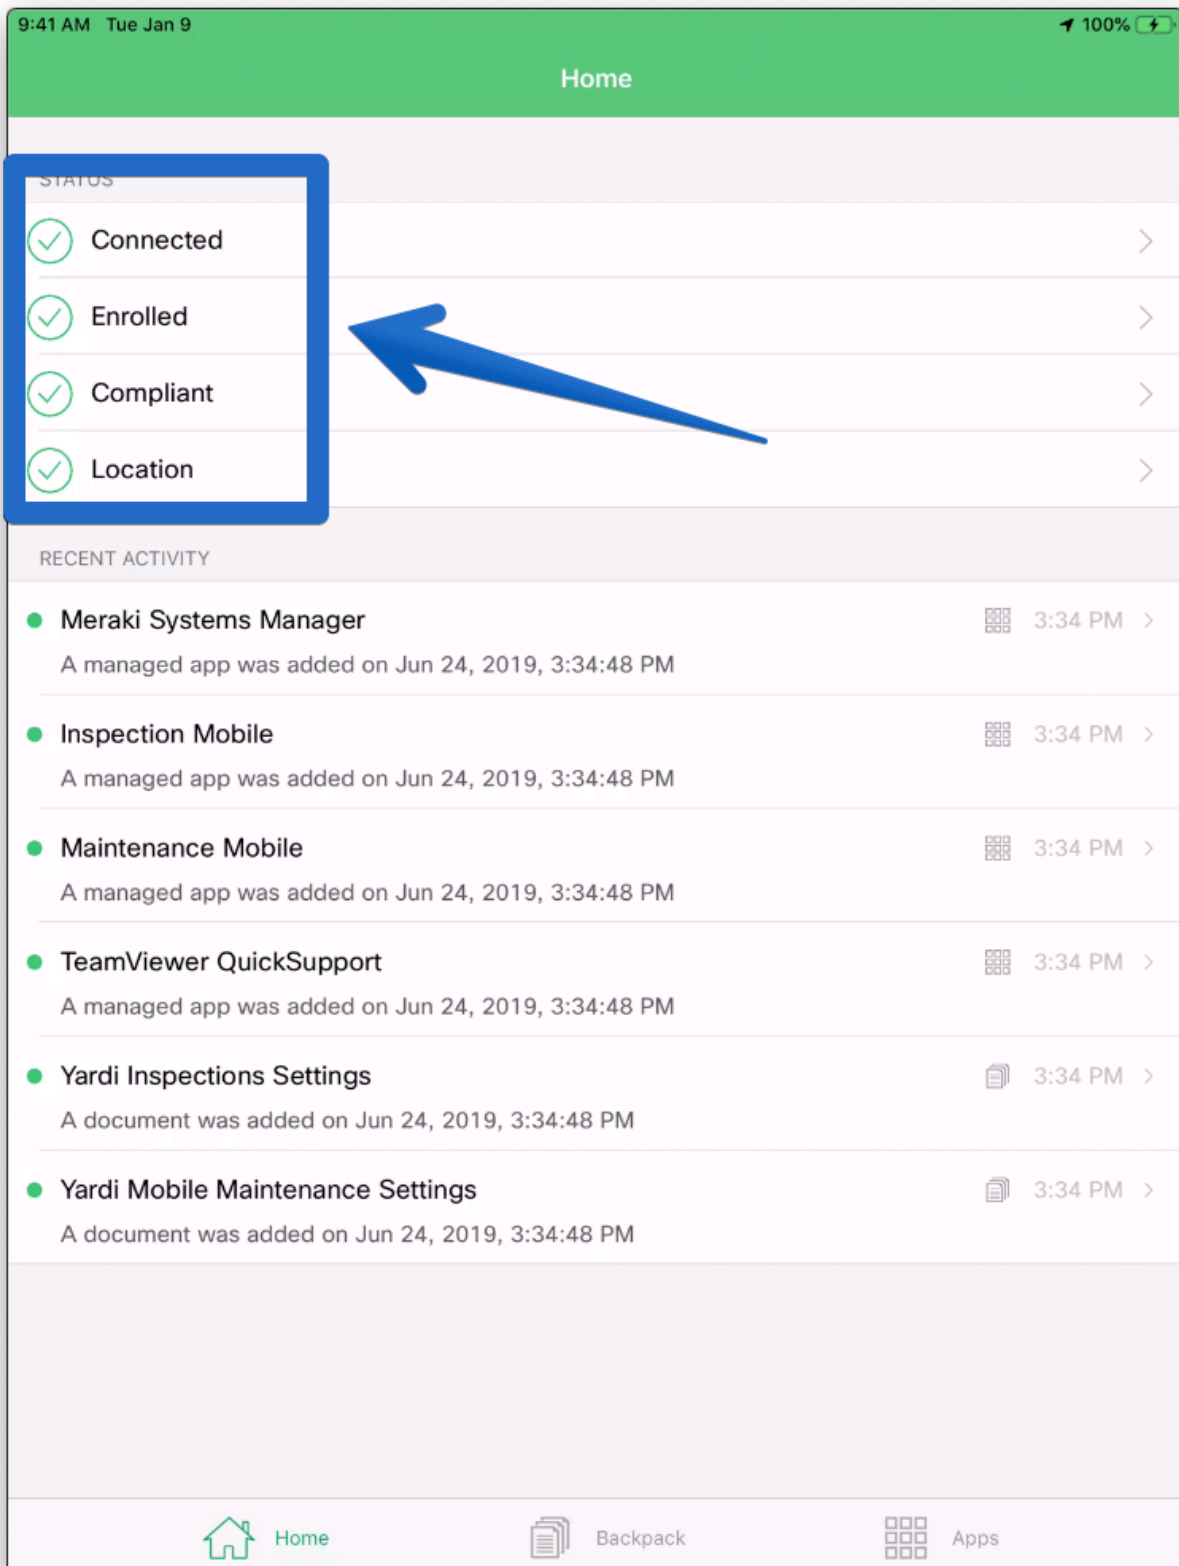 9:41 AM Tue Jan 9 100%
Home
STATUS
Connected
Enrolled
Compliant
Location
RECENT ACTIVITY
Meraki Systems Manager 3:34 PM
A managed app was added on Jun 24, 2019, 3:34:48 PM
Inspection Mobile 3:34 PM
A managed app was added on Jun 24, 2019, 3:34:48 PM
Maintenance Mobile 3:34 PM
A managed app was added on Jun 24, 2019, 3:34:48 PM
TeamViewer QuickSupport 3:34 PM
A managed app was added on Jun 24, 2019, 3:34:48 PM
Yardi Inspections Settings 3:34 PM
A document was added on Jun 24, 2019, 3:34:48 PM
Yardi Mobile Maintenance Settings 3:34 PM
A document was added on Jun 24, 2019, 3:34:48 PM
Home Backpack Apps